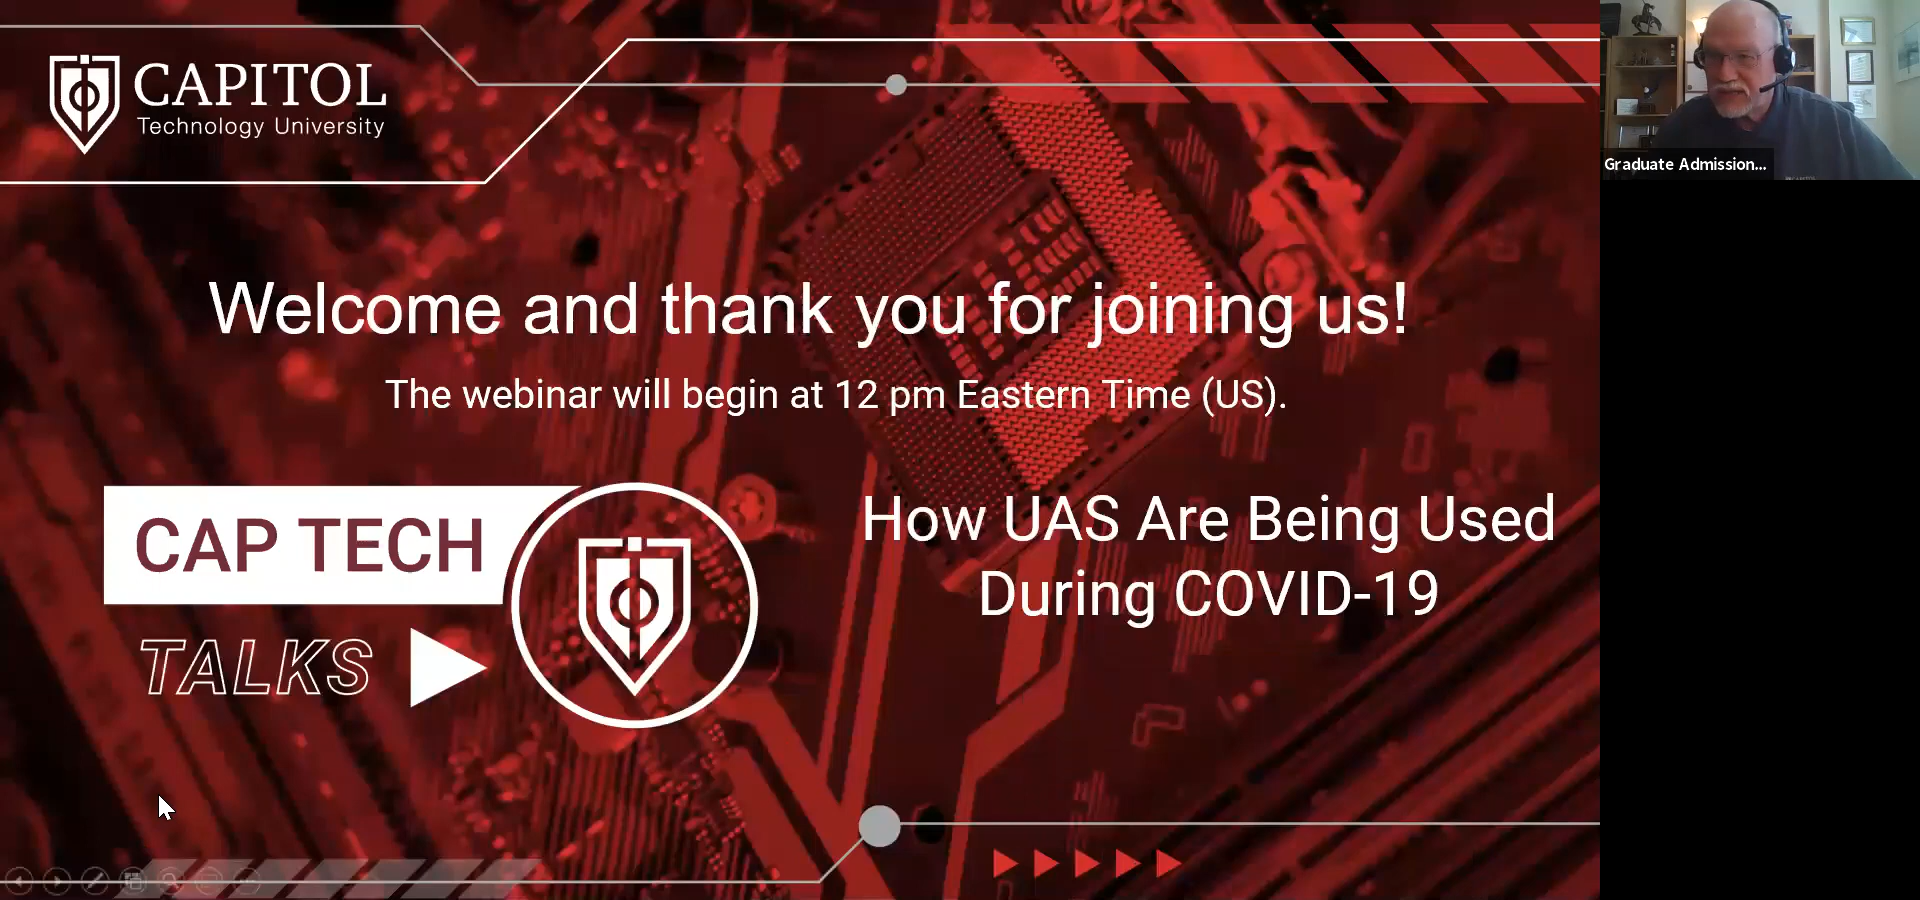 CAPITOL
Technology University
Graduate Admission...
Welcome and thank you for joining us!
The webinar will begin at 12 pm Eastern Time (US).
CAP TECH
TALKS
How UAS Are Being Used
During COVID-19